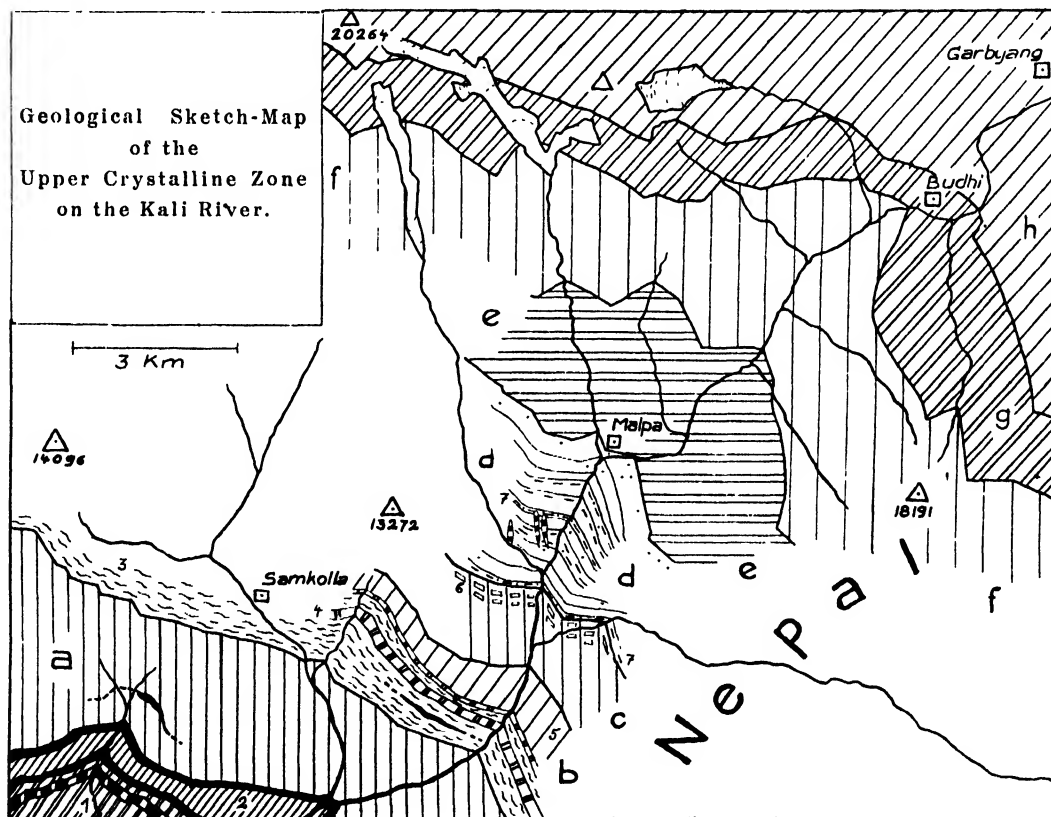 Geological Sketch-Map
of the
Upper Crystalline Zone
on the Kali River.
3 Km
20264
Garbyang
Budhi
f
h
e
Malpa
g
14096
d
7
13272
18191
3
Samkolla
4
6
d
e
f
a
7
c
5
b
1
2
Nepal